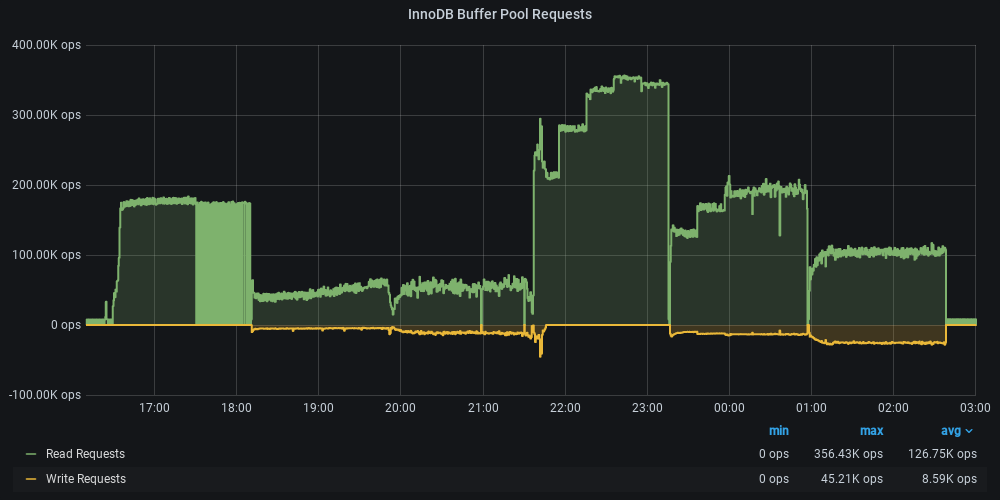 InnoDB Buffer Pool Requests
400.00K ops
300.00K ops
200.00K ops
100.00K ops
0 ops
-100.00K ops
17:00 18:00 19:00 20:00 21:00 22:00 23:00 00:00 01:00 02:00 03:00
min max avg
Read Requests 0 ops 356.43K ops 126.75K ops
Write Requests 0 ops 45.21K ops 8.59K ops